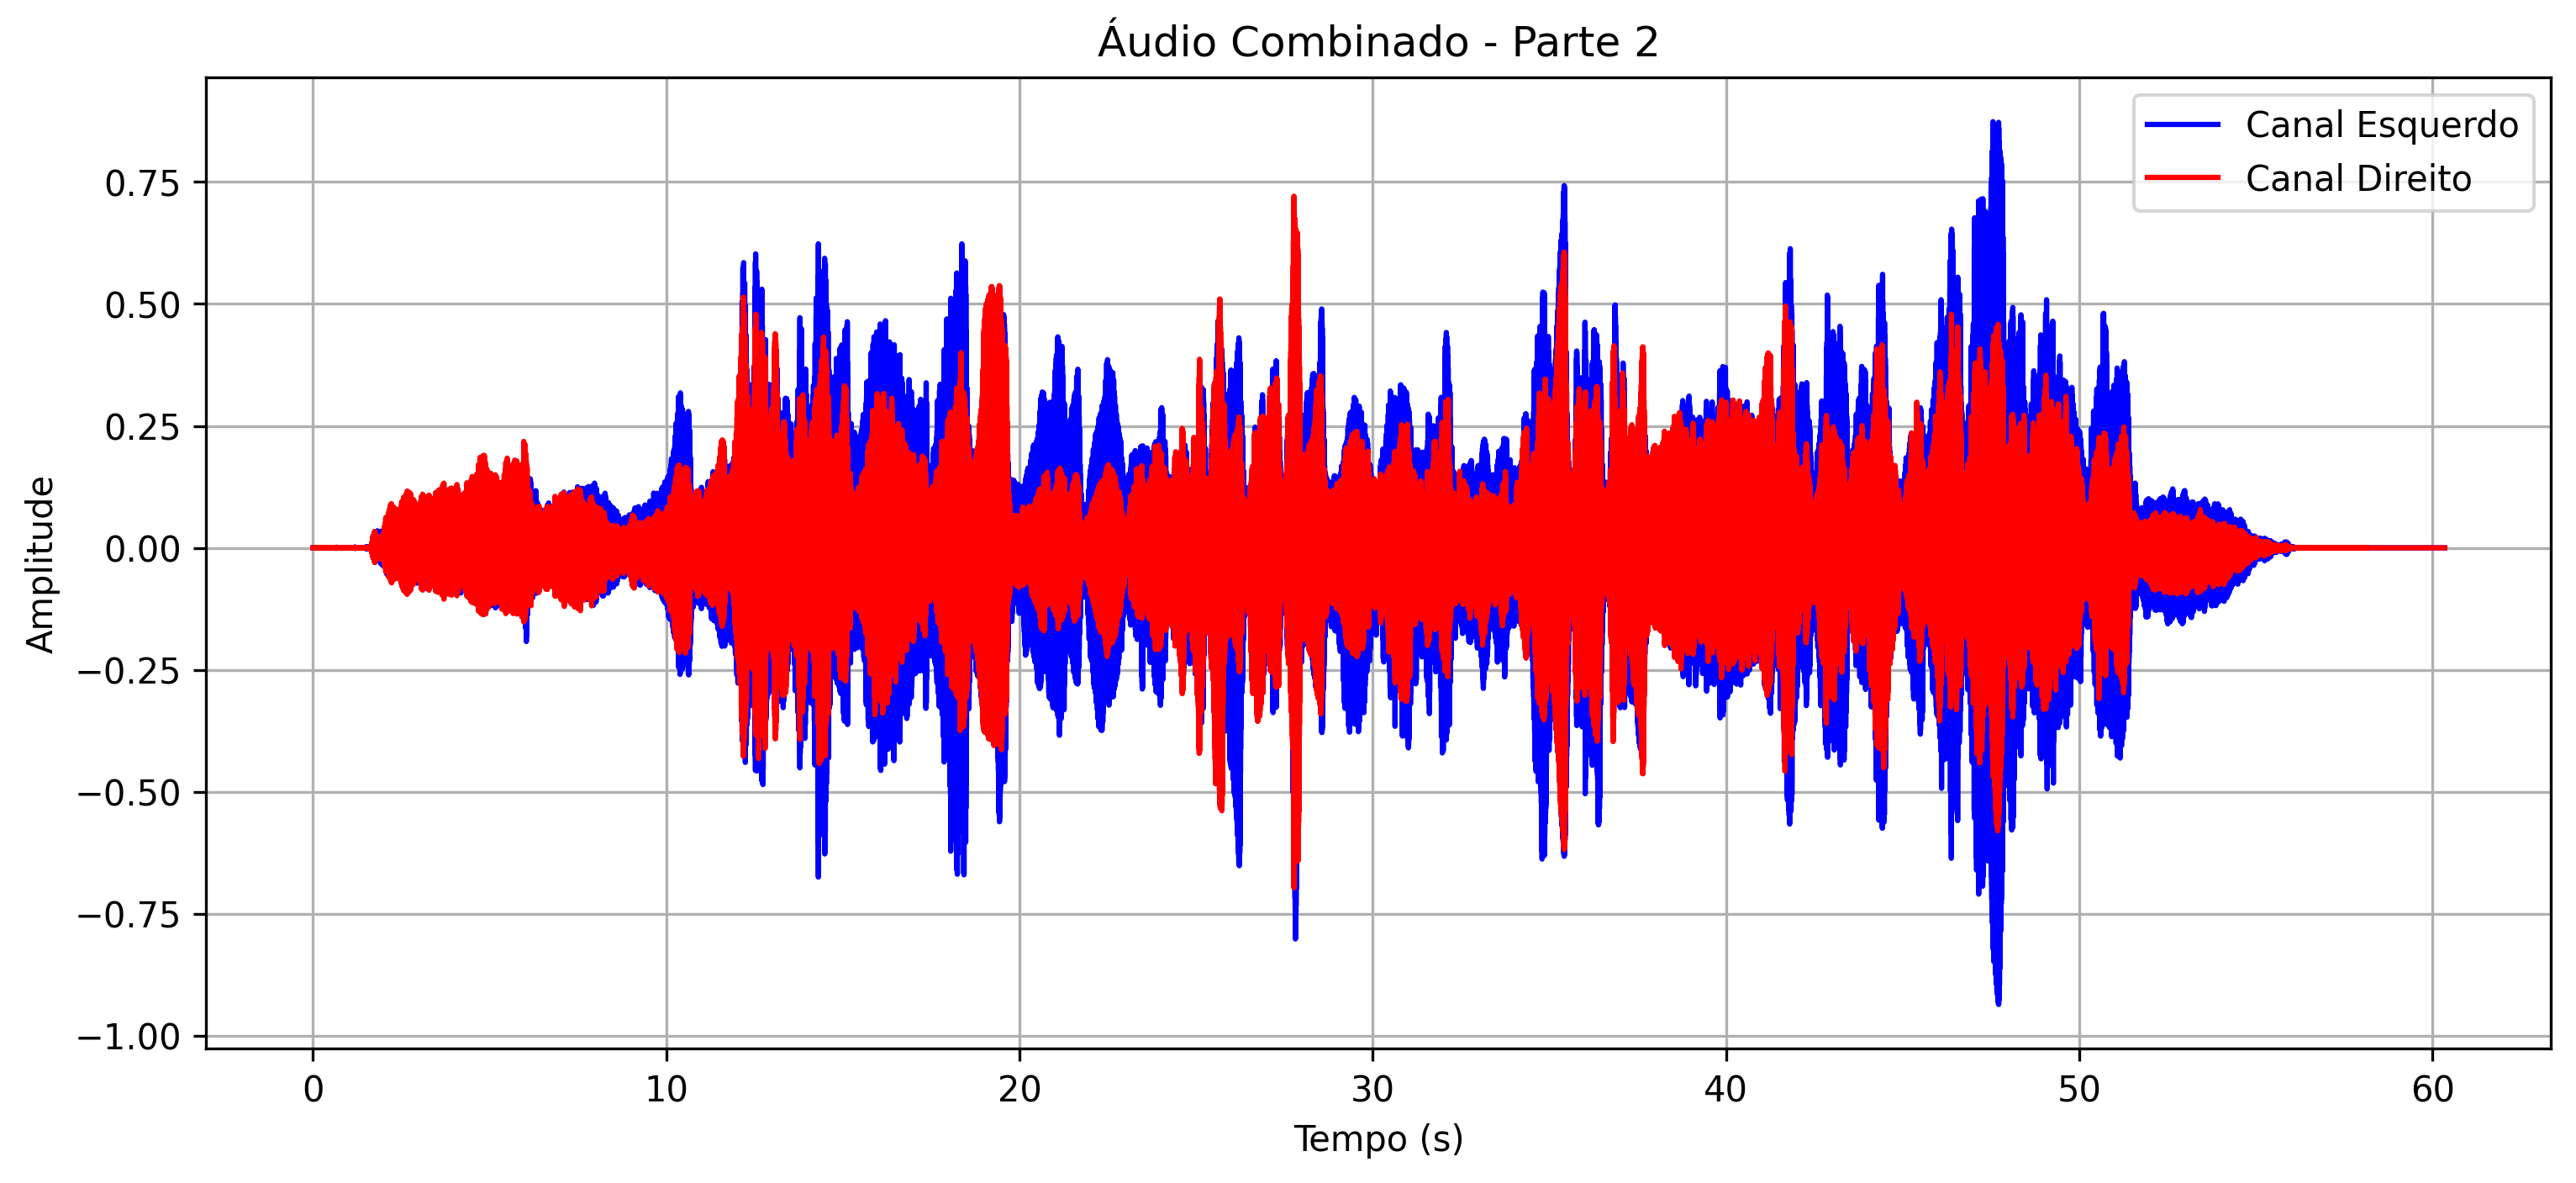 Áudio Combinado - Parte 2
Canal Esquerdo
Canal Direito
Amplitude
0.75
0.50
0.25
0.00
−0.25
−0.50
−0.75
−1.00
0 10 20 30 40 50 60
Tempo (s)